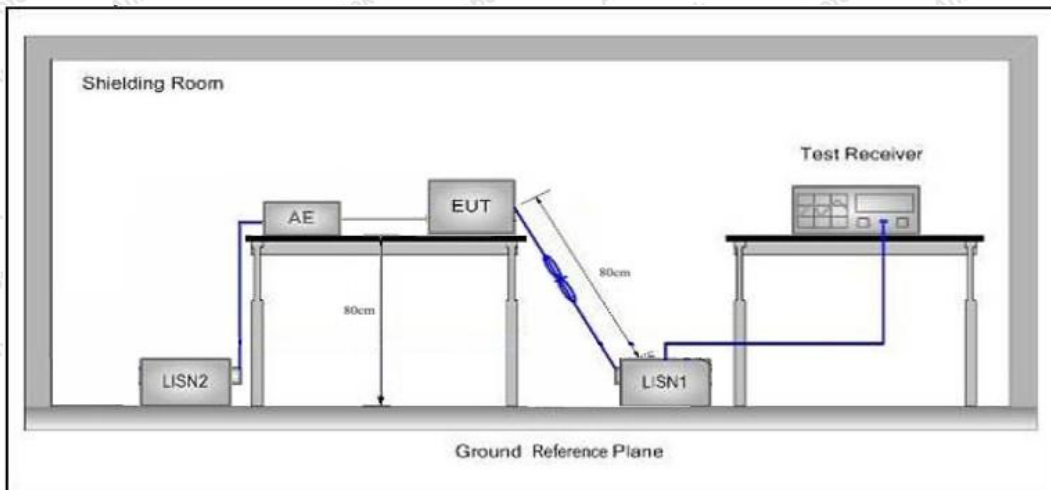 Shielding Room
Test Receiver
EUT
AE
80cm
80cm
LISN2
LISN1
Ground Reference Plane